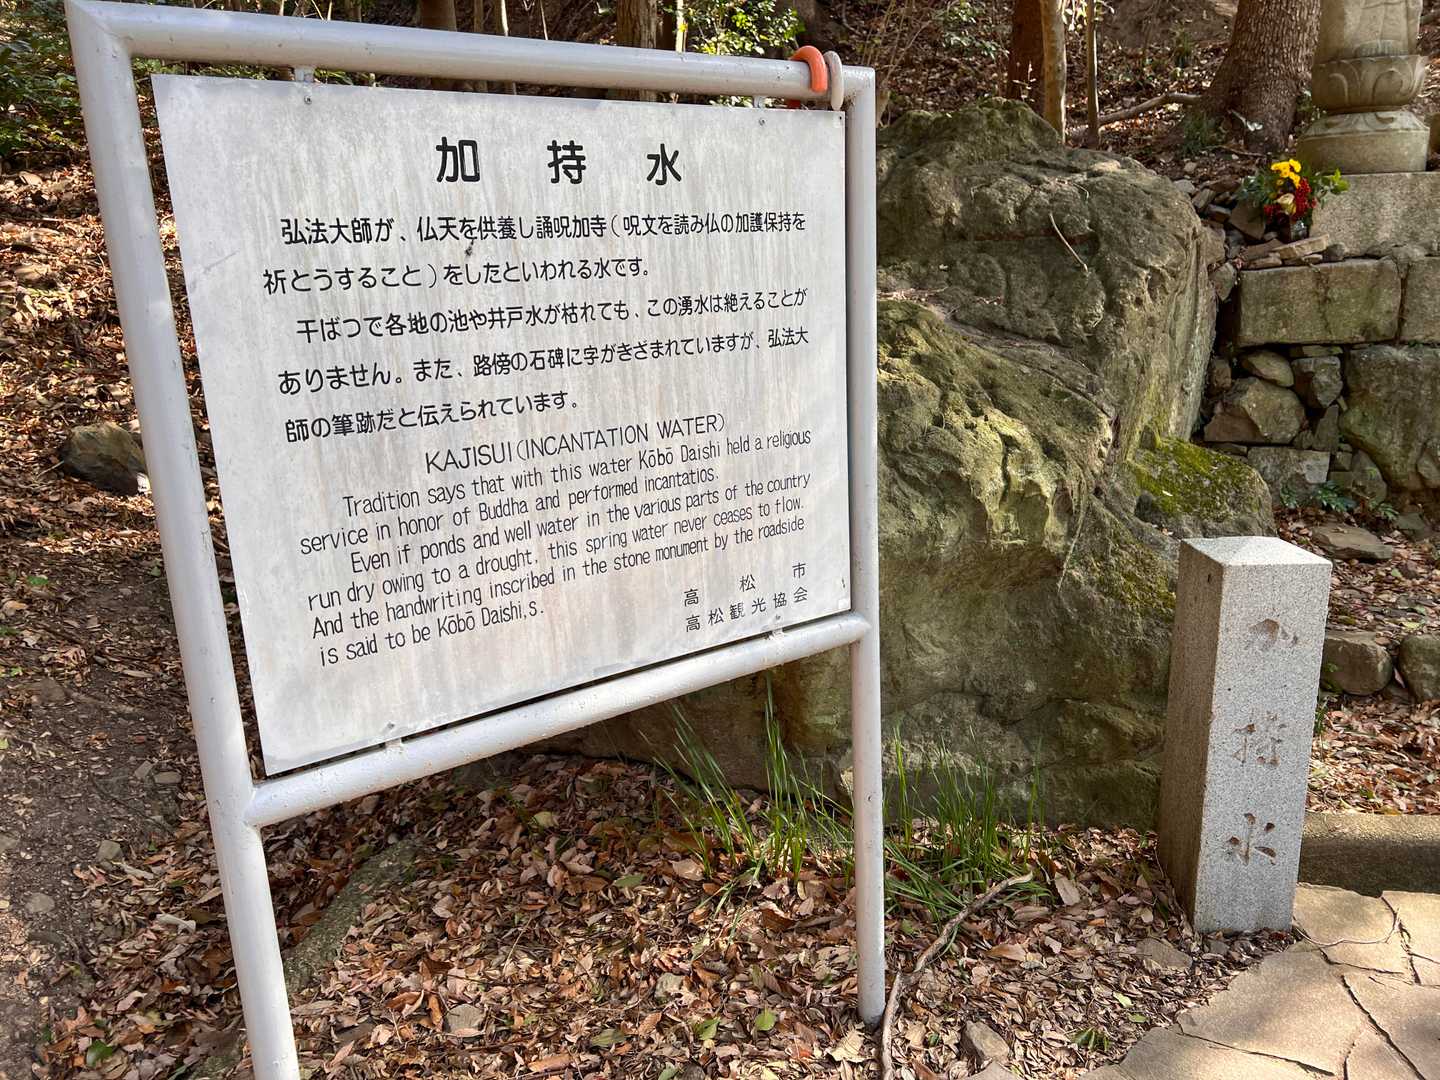 加持水
弘法大師が、仏天を供養し誦呪加寺（呪文を読み仏の加護保持を
祈とうすること）をしたといわれる水です。
干ばつで各地の池や井戸水が枯れても、この湧水は絶えることが
ありません。また、路傍の石碑に字がきざまれていますが、弘法大
師の筆跡だと伝えられています。
KAJISUI(INCANTATION WATER)
Tradition says that with this water Kōbō Daishi held a religious
service in honor of Buddha and performed incantatios.
Even if ponds and well water in the various parts of the country
run dry owing to a drought, this spring water never ceases to flow.
And the handwriting inscribed in the stone monument by the roadside
is said to be Kōbō Daishi,s.
高松市
高松観光協会
加持水